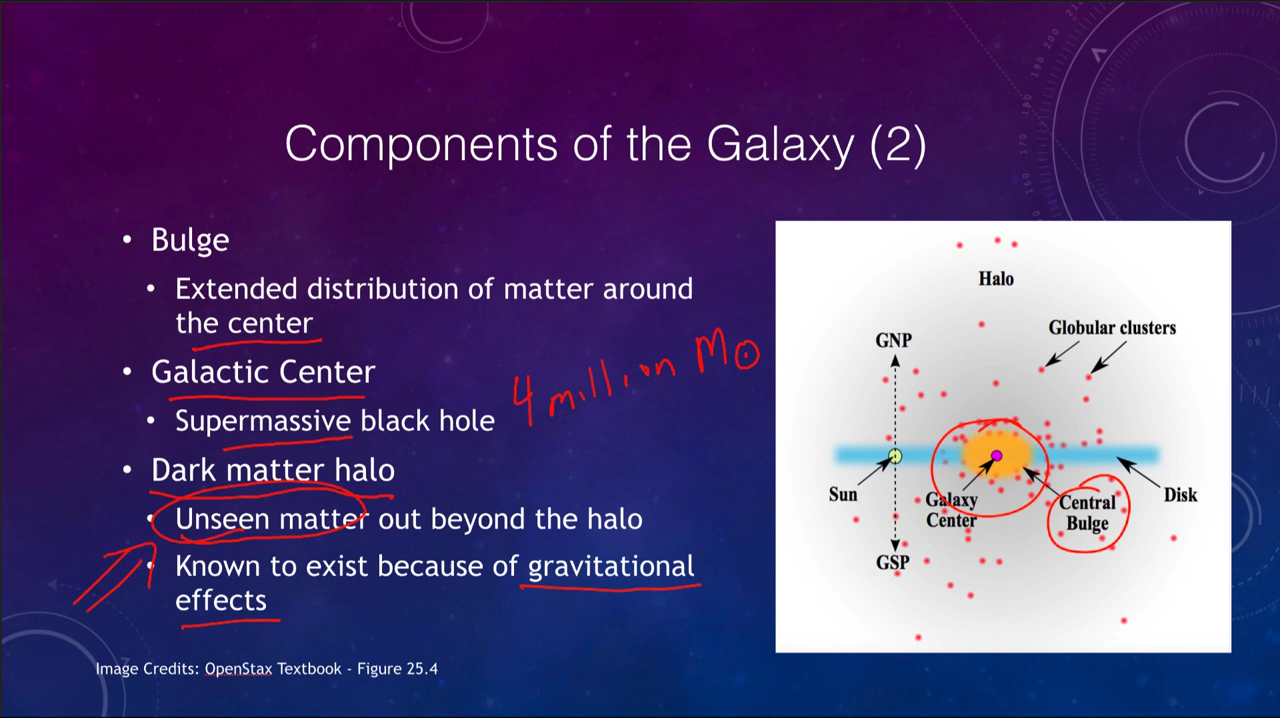 Components of the Galaxy (2)
• Bulge
• Extended distribution of matter around
the center
• Galactic Center
• Supermassive black hole
4 million M⊙
• Dark matter halo
• Unseen matter out beyond the halo
• Known to exist because of gravitational
effects
Image Credits: OpenStax Textbook - Figure 25.4
Halo
Globular clusters
GNP
Sun
Galaxy
Center
Central
Bulge
Disk
GSP